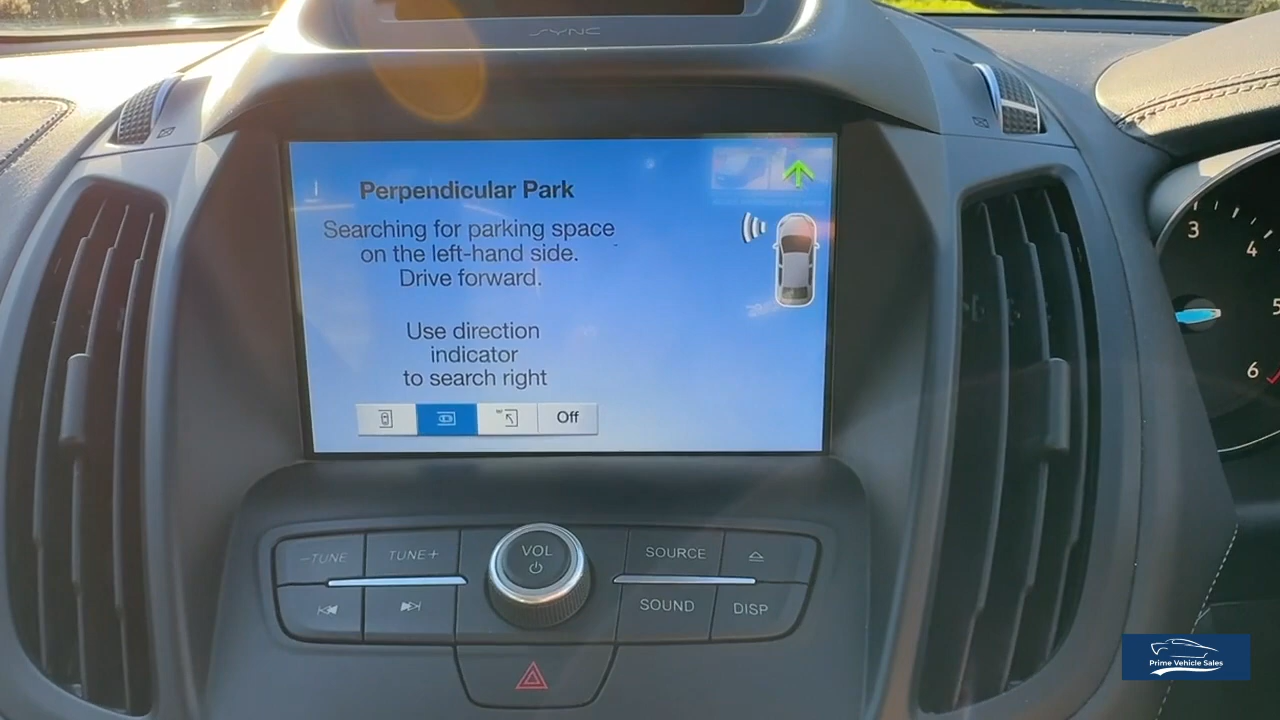 SYNC
Perpendicular Park
Searching for parking space
on the left-hand side.
Drive forward.
Use direction
indicator
to search right
Off
3
4
5
6
−TUNE
TUNE+
VOL
SOURCE
SOUND
DISP
Prime Vehicle Sales